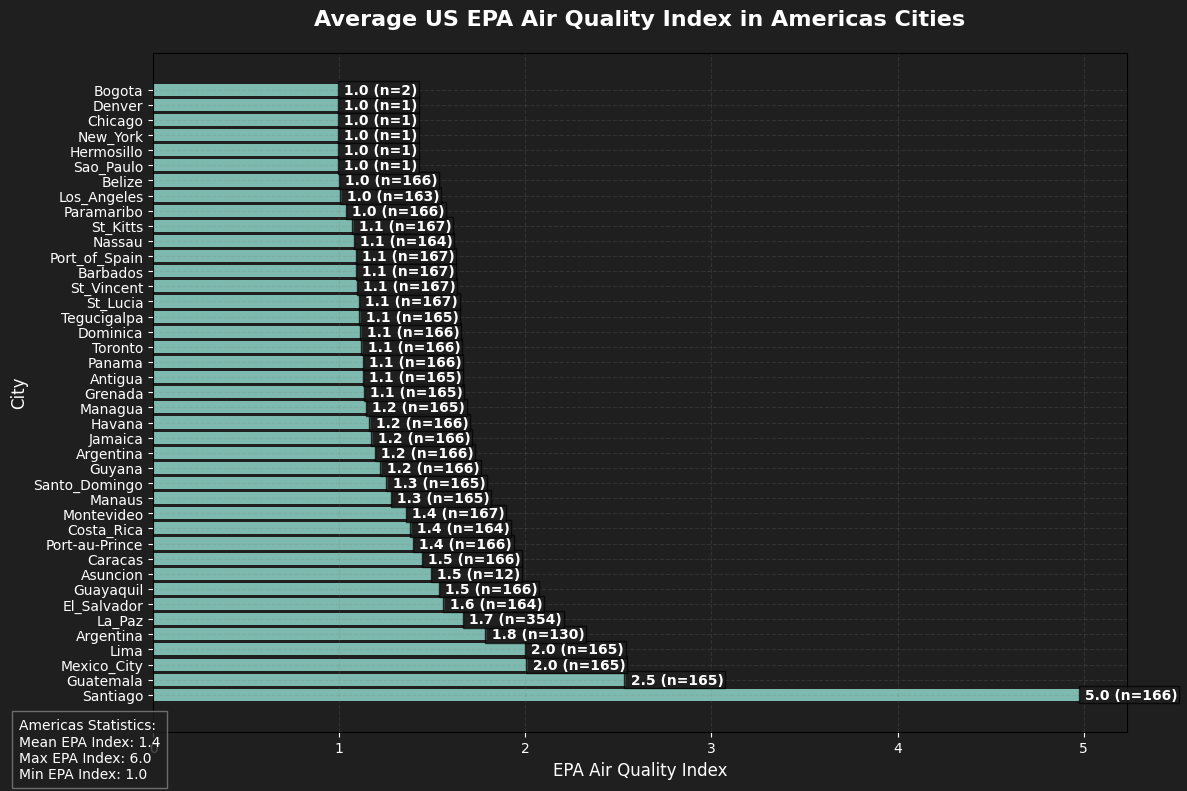 Average US EPA Air Quality Index in Americas Cities
City
Bogota 1.0 (n=2)
Denver 1.0 (n=1)
Chicago 1.0 (n=1)
New_York 1.0 (n=1)
Hermosillo 1.0 (n=1)
Sao_Paulo 1.0 (n=1)
Belize 1.0 (n=166)
Los_Angeles 1.0 (n=163)
Paramaribo 1.0 (n=166)
St_Kitts 1.1 (n=167)
Nassau 1.1 (n=164)
Port_of_Spain 1.1 (n=167)
Barbados 1.1 (n=167)
St_Vincent 1.1 (n=167)
St_Lucia 1.1 (n=167)
Tegucigalpa 1.1 (n=165)
Dominica 1.1 (n=166)
Toronto 1.1 (n=166)
Panama 1.1 (n=166)
Antigua 1.1 (n=165)
Grenada 1.1 (n=165)
Managua 1.2 (n=165)
Havana 1.2 (n=166)
Jamaica 1.2 (n=166)
Argentina 1.2 (n=166)
Guyana 1.2 (n=166)
Santo_Domingo 1.3 (n=165)
Manaus 1.3 (n=165)
Montevideo 1.4 (n=167)
Costa_Rica 1.4 (n=164)
Port-au-Prince 1.4 (n=166)
Caracas 1.5 (n=166)
Asuncion 1.5 (n=12)
Guayaquil 1.5 (n=166)
El_Salvador 1.6 (n=164)
La_Paz 1.7 (n=354)
Argentina 1.8 (n=130)
Lima 2.0 (n=165)
Mexico_City 2.0 (n=165)
Guatemala 2.5 (n=165)
Santiago 5.0 (n=166)
0 1 2 3 4 5
EPA Air Quality Index
Americas Statistics:
Mean EPA Index: 1.4
Max EPA Index: 6.0
Min EPA Index: 1.0